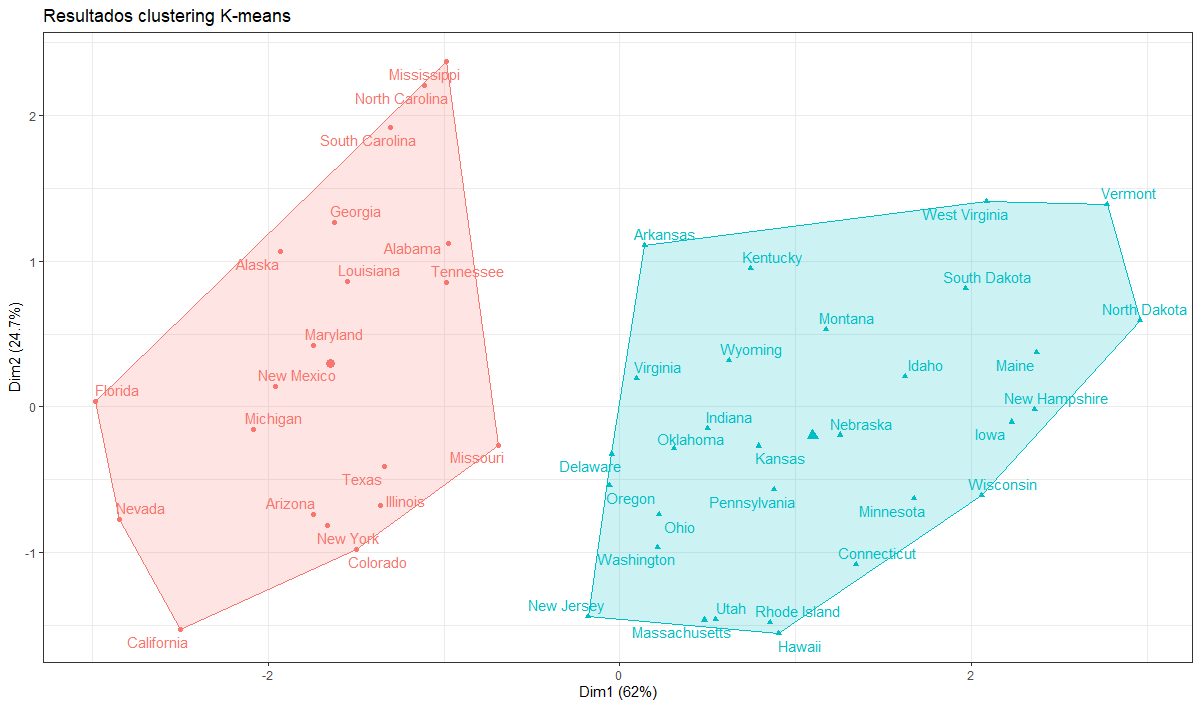 Resultados clustering K-means
Mississippi
North Carolina
South Carolina
Georgia
Alabama
Alaska
Louisiana
Tennessee
Maryland
New Mexico
Florida
Michigan
Missouri
Texas
Nevada
Arizona
Illinois
New York
Colorado
California
Vermont
West Virginia
Arkansas
Kentucky
South Dakota
North Dakota
Montana
Wyoming
Virginia
Idaho
Maine
New Hampshire
Indiana
Oklahoma
Nebraska
Iowa
Kansas
Delaware
Oregon
Pennsylvania
Wisconsin
Minnesota
Ohio
Washington
Connecticut
New Jersey
Utah
Rhode Island
Massachusetts
Hawaii
2
1
0
-1
Dim2 (24.7%)
-2
0
2
Dim1 (62%)